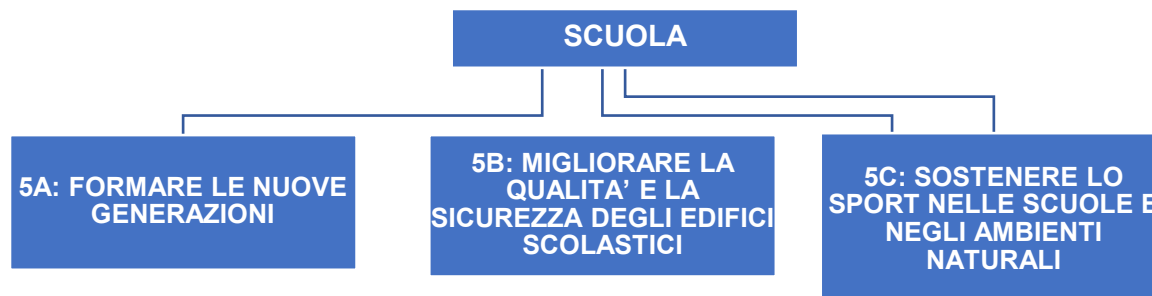 SCUOLA
5A: FORMARE LE NUOVE
GENERAZIONI
5B: MIGLIORARE LA
QUALITA’ E LA
SICUREZZA DEGLI EDIFICI
SCOLASTICI
5C: SOSTENERE LO
SPORT NELLE SCUOLE E
NEGLI AMBIENTI
NATURALI